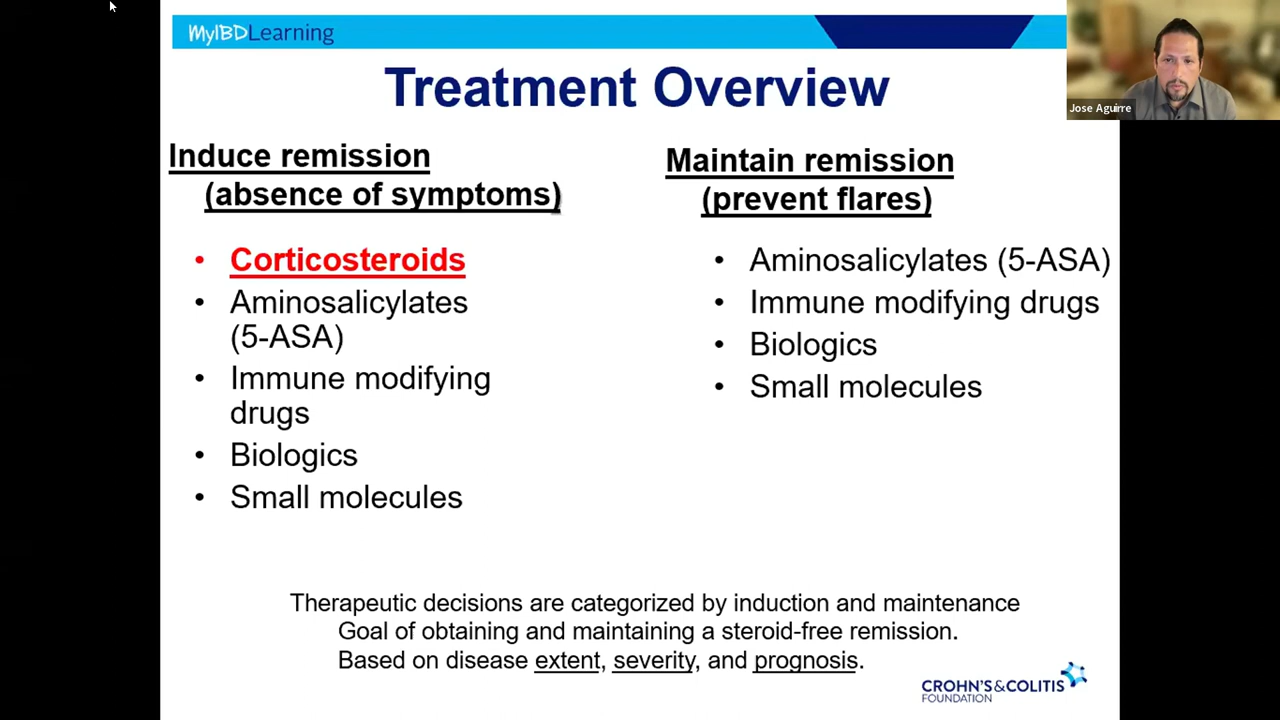 MyIBDLearning
Jose Aguirre
Treatment Overview
Induce remission
(absence of symptoms)
• Corticosteroids
• Aminosalicylates
(5-ASA)
• Immune modifying
drugs
• Biologics
• Small molecules
Maintain remission
(prevent flares)
• Aminosalicylates (5-ASA)
• Immune modifying drugs
• Biologics
• Small molecules
Therapeutic decisions are categorized by induction and maintenance
Goal of obtaining and maintaining a steroid-free remission.
Based on disease extent, severity, and prognosis.
CROHN'S&COLITIS
FOUNDATION